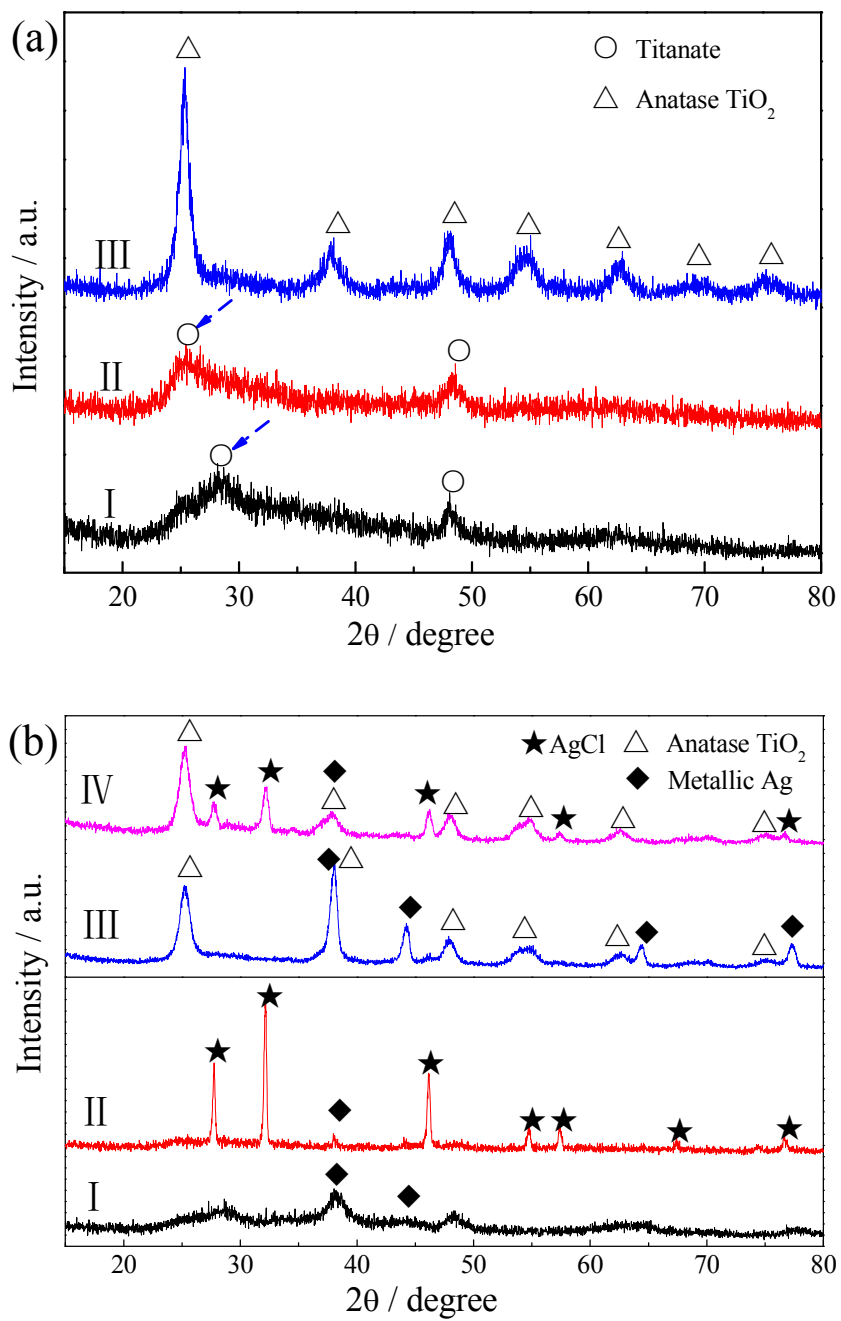 (a)
○ Titanate
△ Anatase TiO₂
III
II
I
Intensity / a.u.
20 30 40 50 60 70 80
2θ / degree
(b)
★AgCl △ Anatase TiO₂
◆ Metallic Ag
IV
III
II
I
Intensity / a.u.
20 30 40 50 60 70 80
2θ / degree